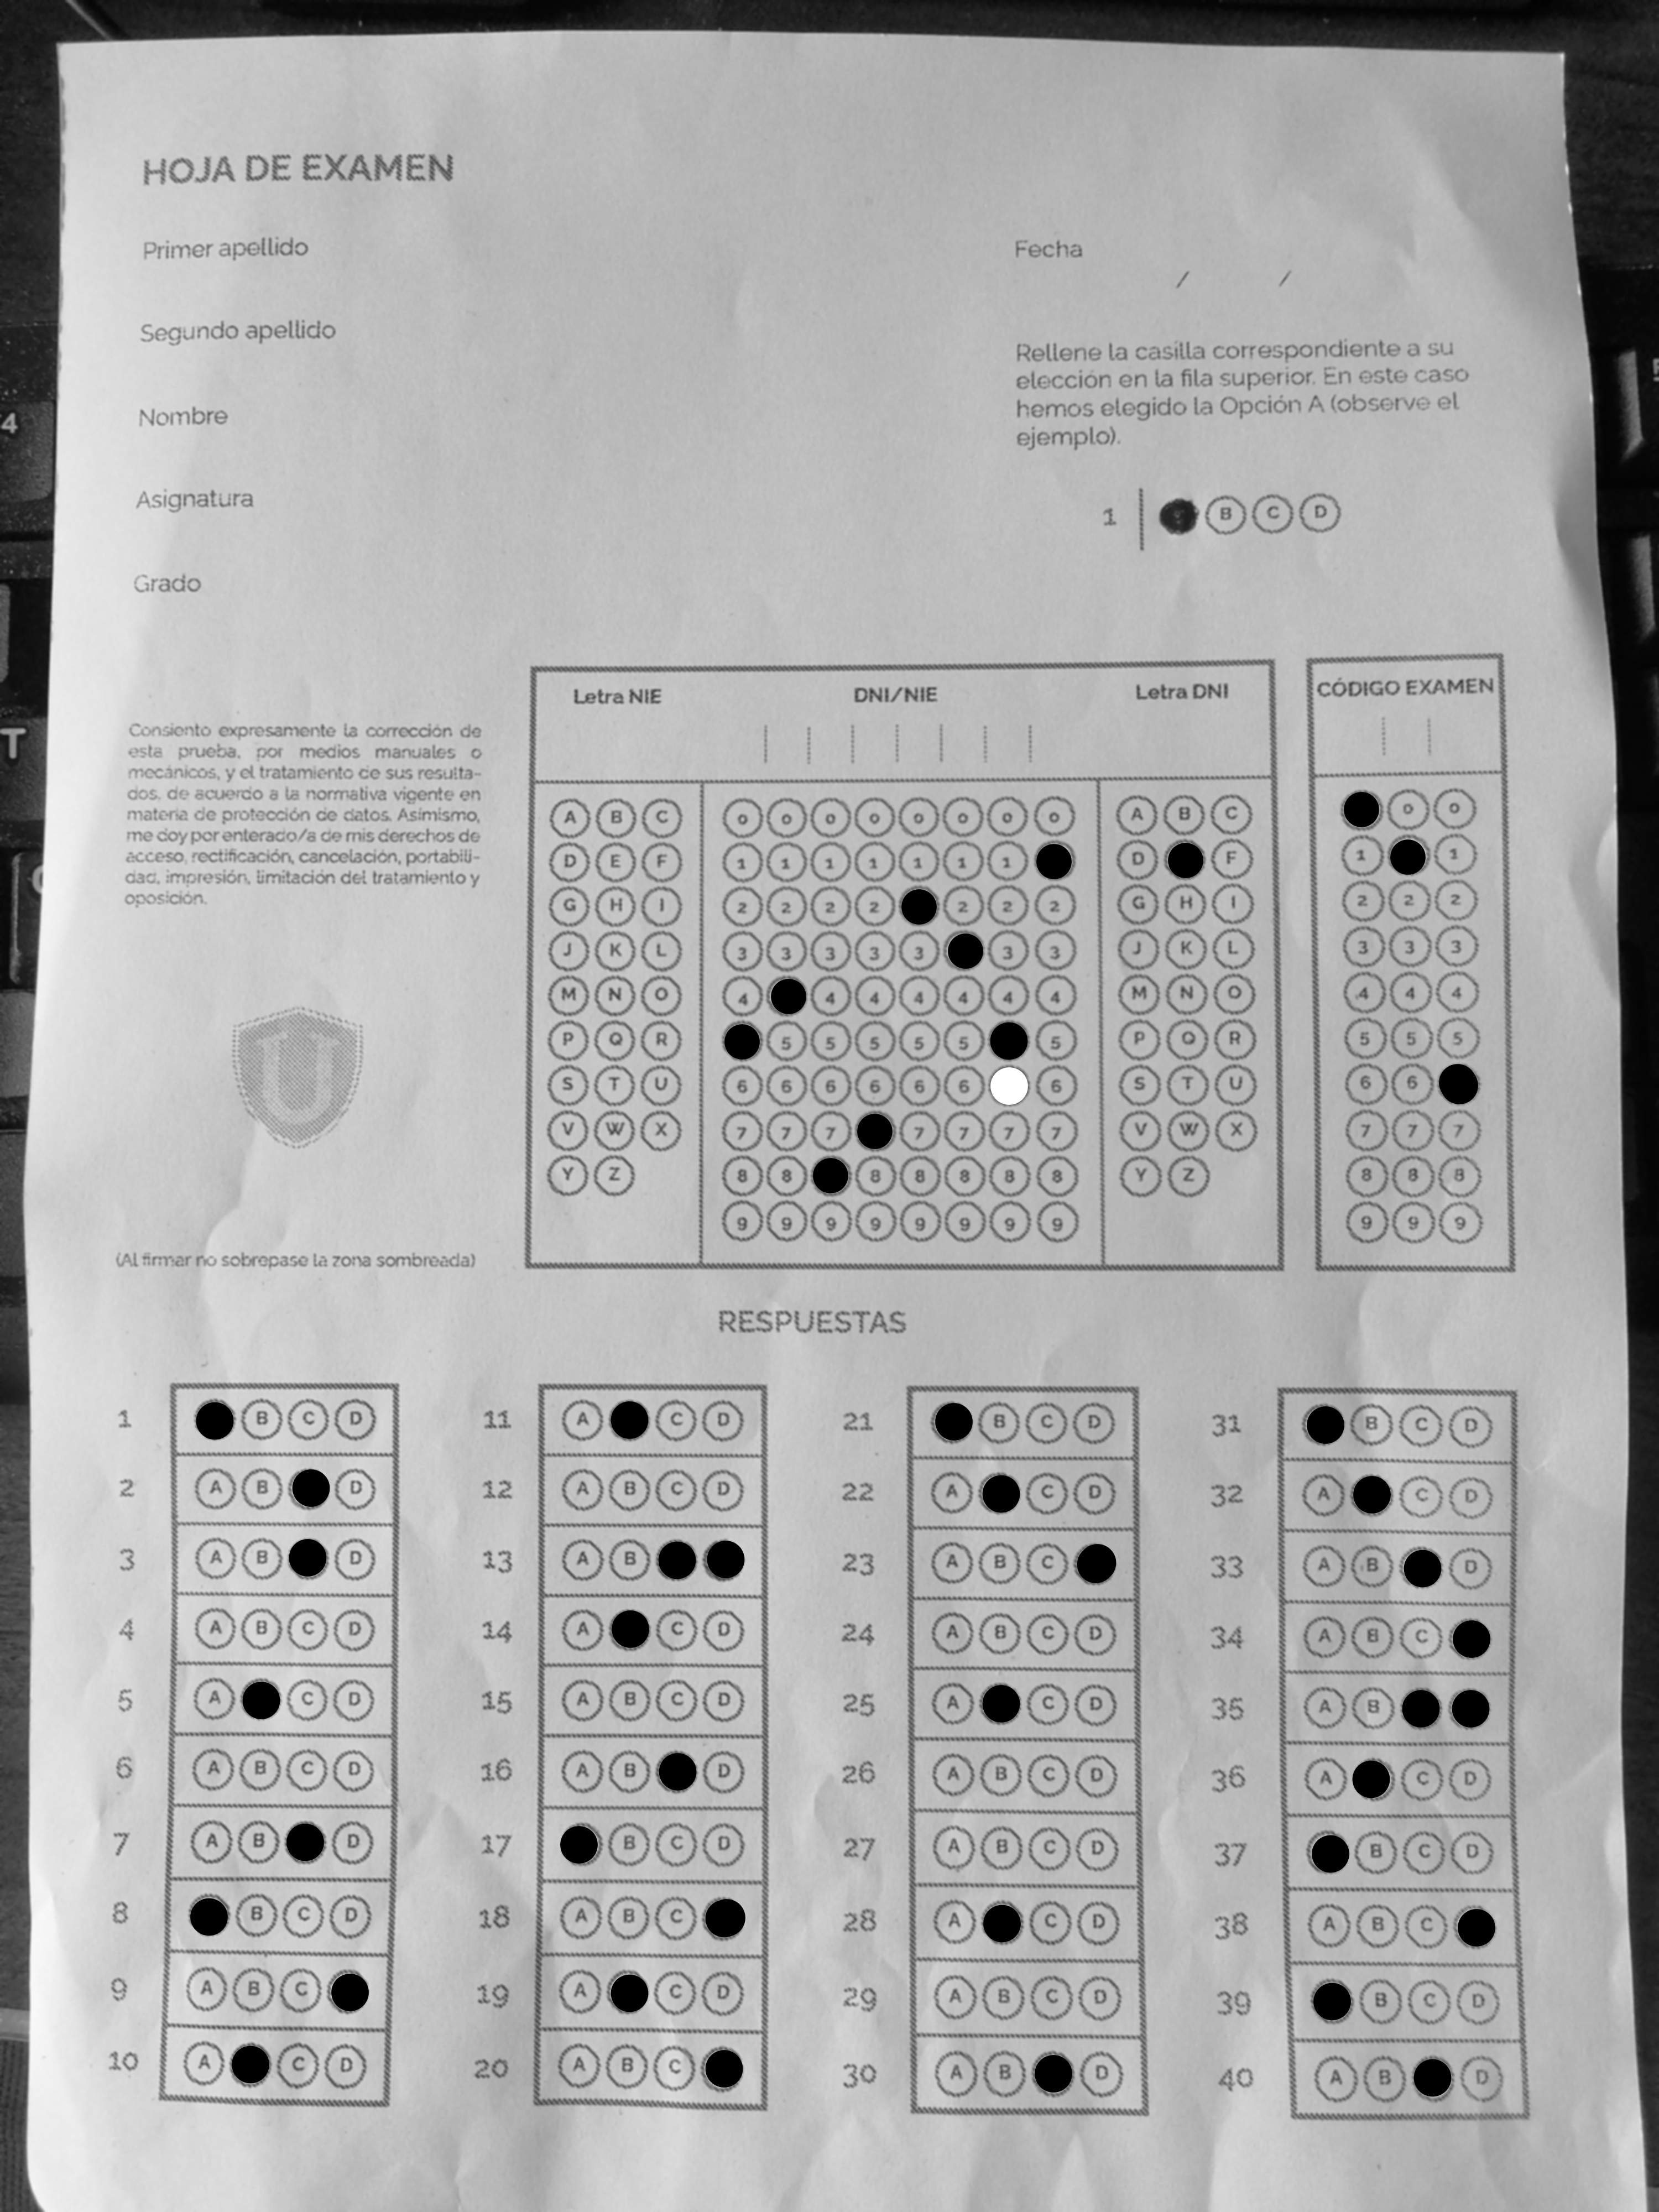 HOJA DE EXAMEN
Primer apellido
Fecha
/ /
Segundo apellido
Rellene la casilla correspondiente a su
elección en la fila superior. En este caso
hemos elegido la Opción A (observe el
ejemplo).
Nombre
Asignatura
1 B C D
Grado
Letra NIE DNI/NIE Letra DNI CÓDIGO EXAMEN
Consiento expresamente la corrección de
esta prueba, por medios manuales o
mecánicos, y el tratamiento de sus resulta-
dos, de acuerdo a la normativa vigente en
materia de protección de datos. Asimismo,
me doy por enterado/a de mis derechos de
acceso, rectificación, cancelación, portabili-
dad, impresión, limitación del tratamiento y
oposición.
A B C 0 0 0 0 0 0 0 0 A B C 0 0
D E F 1 1 1 1 1 1 1 D F 1 1
G H I 2 2 2 2 2 2 2 G H I 2 2 2
J K L 3 3 3 3 3 3 3 J K L 3 3 3
M N O 4 4 4 4 4 4 4 M N O 4 4 4
P Q R 5 5 5 5 5 5 P Q R 5 5 5
S T U 6 6 6 6 6 6 6 S T U 6 6
V W X 7 7 7 7 7 7 7 V W X 7 7 7
Y Z 8 8 8 8 8 8 8 Y Z 8 8 8
9 9 9 9 9 9 9 9 9 9 9
U
(Al firmar no sobrepase la zona sombreada)
RESPUESTAS
1 B C D
2 A B D
3 A B D
4 A B C D
5 A C D
6 A B C D
7 A B D
8 B C D
9 A B C
10 A C D
11 A C D
12 A B C D
13 A B
14 A C D
15 A B C D
16 A B D
17 B C D
18 A B C
19 A C D
20 A B C
21 B C D
22 A C D
23 A B C
24 A B C D
25 A C D
26 A B C D
27 A B C D
28 A C D
29 A B C D
30 A B D
31 B C D
32 A C D
33 A B D
34 A B C
35 A B
36 A C D
37 B C D
38 A B C
39 B C D
40 A B D